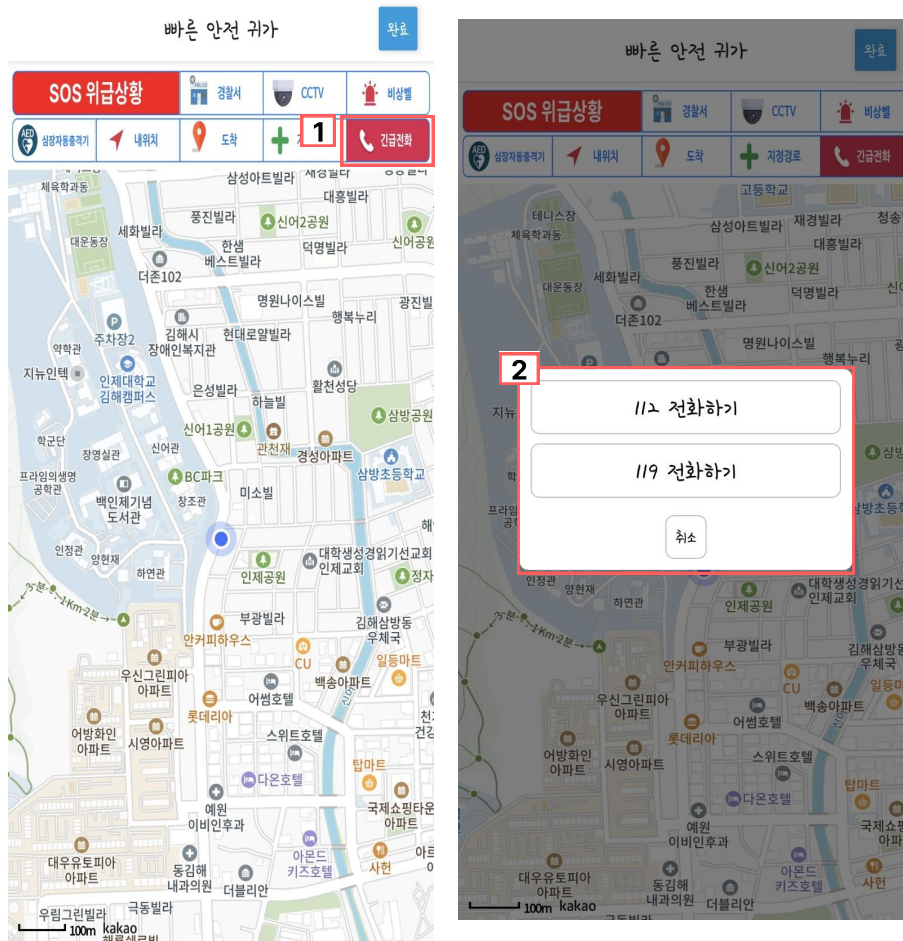 빠른 안전 귀가
완료
SOS 위급상황
경찰서
CCTV
비상벨
AED
심장자동충격기
내위치
도착
1
긴급전화
체육학과동
삼성아트빌라
대흥빌라
풍진빌라
신어2공원
세화빌라
대운동장
한샘
베스트빌라
덕명빌라
신어공원
더존102
명원나이스빌
광진빌
행복누리
주차장2
김해시
장애인복지관
현대로얄빌라
약학관
지뉴인텍
인제대학교
김해캠퍼스
활천성당
은성빌라
하늘빌
삼방공원
신어1공원
관천재
경성아파트
학군단
장영실관
신어관
BC파크
삼방초등학교
프라임의생명
공학관
백인제기념
도서관
창조관
미소빌
인정관
양현재
하연관
대학생성경읽기선교회
인제교회
인제공원
1Km
2분
부광빌라
김해삼방동
우체국
안커피하우스
CU
일등마트
백송아파트
우신그린피아
아파트
어썸호텔
롯데리아
어방화인
아파트
시영아파트
스위트호텔
탑마트
다온호텔
예원
이비인후과
국제쇼핑타운
아파트
대우유토피아
아파트
동김해
내과의원
더블리안
아몬드
키즈호텔
사헌
우림그린빌라
극동빌라
100m
kakao
빠른 안전 귀가
완료
SOS 위급상황
경찰서
CCTV
비상벨
AED
심장자동충격기
내위치
도착
지정경로
긴급전화
고등학교
테니스장
체육학과동
삼성아트빌라
재경빌라
청송
대흥빌라
풍진빌라
신어2공원
대운동장
세화빌라
한샘
베스트빌라
덕명빌라
더존102
명원나이스빌
행복누리
2
112 전화하기
119 전화하기
취소
인정관
양현재
하연관
대학생성경읽기
인제교회
인제공원
1Km
2분
부광빌라
김해삼방동
우체국
안커피하우스
CU
일등마
백송아파트
우신그린피아
아파트
어썸호텔
롯데리아
어방화인
아파트
시영아파트
스위트호텔
탑마트
다온호텔
예원
이비인후과
국제쇼핑
아파
대우유토피아
아파트
동김해
내과의원
더블리안
아몬드
키즈호텔
사헌
100m
kakao